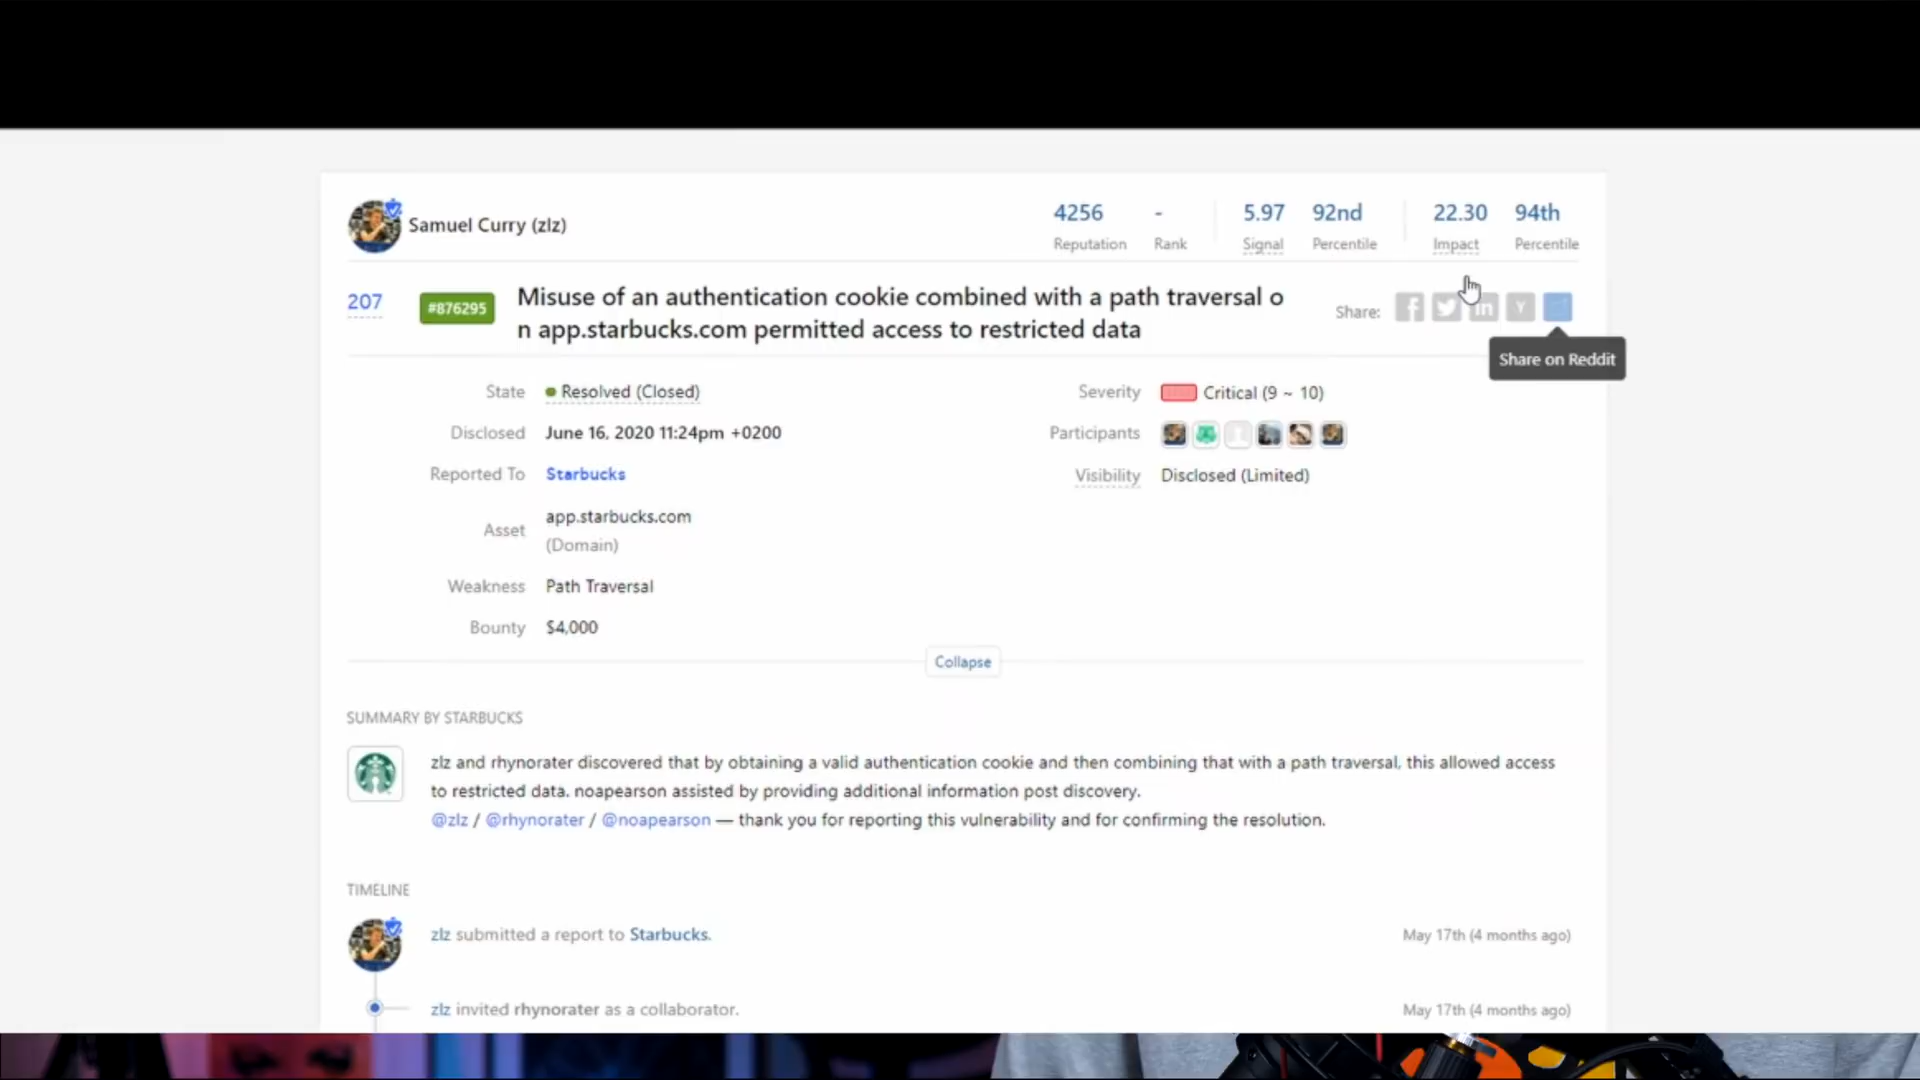 Samuel Curry (zlz)
4256
Reputation
-
Rank
5.97
Signal
92nd
Percentile
22.30
Impact
94th
Percentile
207
#876295
Misuse of an authentication cookie combined with a path traversal o
n app.starbucks.com permitted access to restricted data
Share:
Share on Reddit
State
Resolved (Closed)
Disclosed
June 16, 2020 11:24pm +0200
Reported To
Starbucks
Asset
app.starbucks.com
(Domain)
Weakness
Path Traversal
Bounty
$4,000
Severity
Critical (9 ~ 10)
Participants
Visibility
Disclosed (Limited)
Collapse
SUMMARY BY STARBUCKS
zlz and rhynorater discovered that by obtaining a valid authentication cookie and then combining that with a path traversal, this allowed access
to restricted data. noapearson assisted by providing additional information post discovery.
@zlz / @rhynorater / @noapearson — thank you for reporting this vulnerability and for confirming the resolution.
TIMELINE
zlz submitted a report to Starbucks.
May 17th (4 months ago)
zlz invited rhynorater as a collaborator.
May 17th (4 months ago)